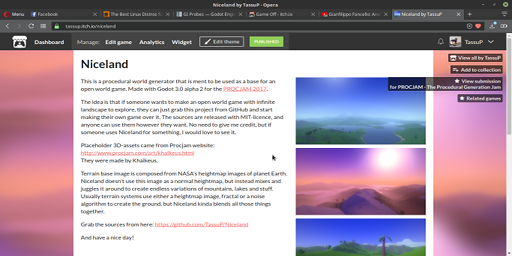 Niceland by TassuP - Opera
Menu
Facebook
The Best Linux Distros f
GI Probes — Godot Eng
Game Off - itch.io
Gianfilippo Fancello: An
Niceland by TassuP
tassup.itch.io/niceland
Dashboard
Manage: Edit game Analytics Widget
Edit theme
PUBLISHED
TassuP
View all by TassuP
Add to collection
View submission
for PROCJAM - The Procedural Generation Jam
Related games
Niceland
This is a procedural world generator that is ment to be used as a base for an
open world game. Made with Godot 3.0 alpha 2 for the PROCJAM 2017.
The idea is that if someone wants to make an open world game with infinite
landscape to explore, they can just grab this project from GitHub and start
making their own game over it. The sources are released with MIT-licence, and
anyone can use them however they want. No need to give me credit, but if
someone uses Niceland for something, I would love to see it.
Placeholder 3D-assets came from Procjam website:
http://www.procjam.com/art/khalkeus.html
They were made by Khalkeus.
Terrain base image is composed from NASA's heightmap images of planet Earth.
Niceland doesn't use this image as a normal heightmap, but instead mixes and
juggles it around to create endless variations of mountains, lakes and stuff.
Usually terrain systems use either a heightmap image, fractal or a noise
algorithm to create the ground, but Niceland kinda blends all those things
together.
Grab the sources from here: https://github.com/TassuP/Niceland
And have a nice day!